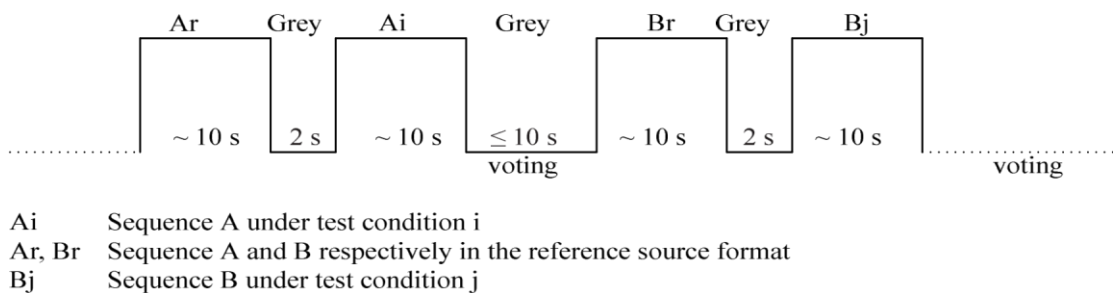 Ar Grey Ai Grey Br Grey Bj
~ 10 s 2 s ~ 10 s ≤ 10 s ~ 10 s 2 s ~ 10 s
voting voting
Ai Sequence A under test condition i
Ar, Br Sequence A and B respectively in the reference source format
Bj Sequence B under test condition j